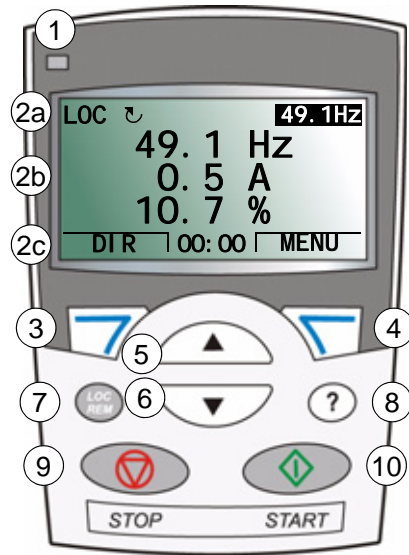 1
2a LOC ↻ 49.1Hz
49.1 Hz
2b 0.5 A
10.7 %
2c DIR 00:00 MENU
3 4
5
7 LOC REM 6 ? 8
9 10
STOP START